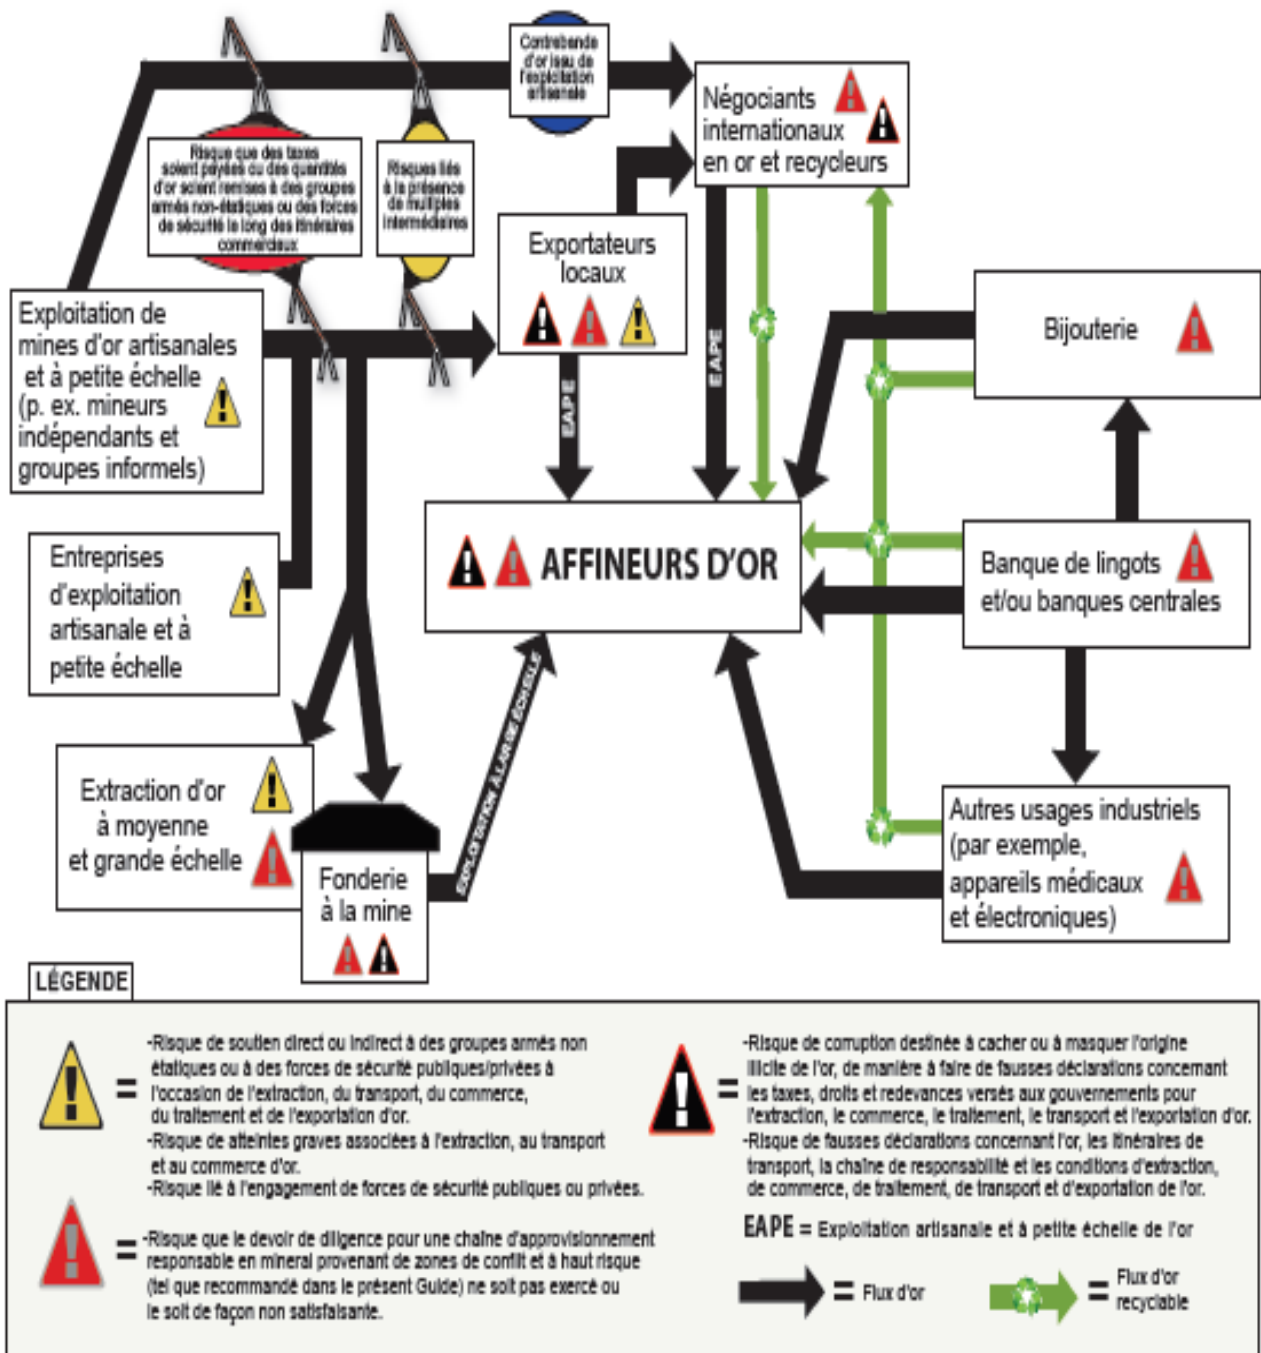 Contrebande
d'or issu de
l'exploitation
artisanale
Négociants
internationaux
en or et recycleurs
Risque que des taxes
soient payées ou des quantités
d'or soient remises à des groupes
armés non-étatiques ou des forces
de sécurité le long des itinéraires
commerciaux
Risques liés
à la présence
de multiples
intermédiaires
Exportateurs
locaux
Exploitation de
mines d'or artisanales
et à petite échelle
(p. ex. mineurs
indépendants et
groupes informels)
Bijouterie
EAPE
EAPE
AFFINEURS D'OR
Entreprises
d'exploitation
artisanale et à
petite échelle
Banque de lingots
et/ou banques centrales
EXPLOITATION À LARGE ÉCHELLE
Extraction d'or
à moyenne
et grande échelle
Fonderie
à la mine
Autres usages industriels
(par exemple,
appareils médicaux
et électroniques)
LÉGENDE
=
-Risque de soutien direct ou indirect à des groupes armés non
étatiques ou à des forces de sécurité publiques/privées à
l'occasion de l'extraction, du transport, du commerce,
du traitement et de l'exportation d'or.
-Risque de atteintes graves associées à l'extraction, au transport
et au commerce d'or.
-Risque lié à l'engagement de forces de sécurité publiques ou privées.
=
-Risque que le devoir de diligence pour une chaîne d'approvisionnement
responsable en mineral provenant de zones de conflit et à haut risque
(tel que recommandé dans le présent Guide) ne soit pas exercé ou
le soit de façon non satisfaisante.
=
-Risque de corruption destinée à cacher ou à masquer l'origine
illicite de l'or, de manière à faire de fausses déclarations concernant
les taxes, droits et redevances versés aux gouvernements pour
l'extraction, le commerce, le traitement, le transport et l'exportation d'or.
-Risque de fausses déclarations concernant l'or, les itinéraires de
transport, la chaîne de responsabilité et les conditions d'extraction,
de commerce, de traitement, de transport et d'exportation de l'or.
EAPE = Exploitation artisanale et à petite échelle de l'or
= Flux d'or
= Flux d'or
recyclable